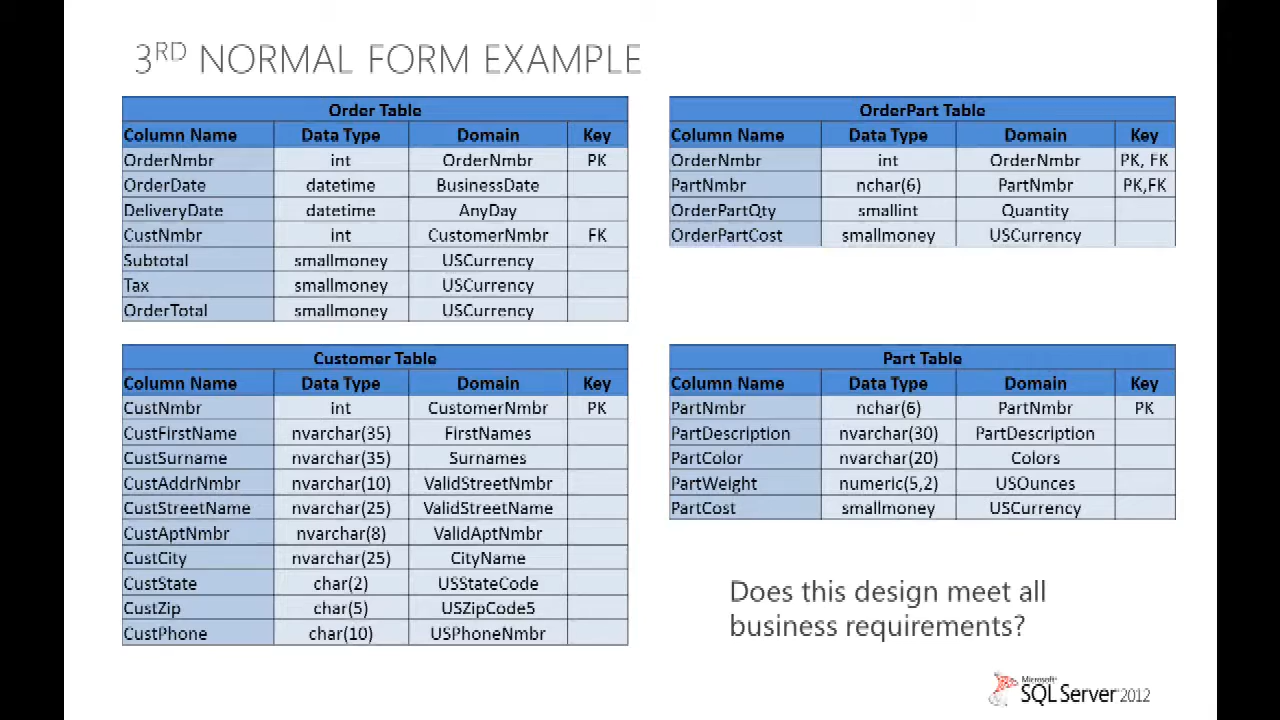 3RD NORMAL FORM EXAMPLE
Order Table
Column Name Data Type Domain Key
OrderNmbr int OrderNmbr PK
OrderDate datetime BusinessDate
DeliveryDate datetime AnyDay
CustNmbr int CustomerNmbr FK
Subtotal smallmoney USCurrency
Tax smallmoney USCurrency
OrderTotal smallmoney USCurrency
OrderPart Table
Column Name Data Type Domain Key
OrderNmbr int OrderNmbr PK, FK
PartNmbr nchar(6) PartNmbr PK,FK
OrderPartQty smallint Quantity
OrderPartCost smallmoney USCurrency
Customer Table
Column Name Data Type Domain Key
CustNmbr int CustomerNmbr PK
CustFirstName nvarchar(35) FirstNames
CustSurname nvarchar(35) Surnames
CustAddrNmbr nvarchar(10) ValidStreetNmbr
CustStreetName nvarchar(25) ValidStreetName
CustAptNmbr nvarchar(8) ValidAptNmbr
CustCity nvarchar(25) CityName
CustState char(2) USStateCode
CustZip char(5) USZipCode5
CustPhone char(10) USPhoneNmbr
Part Table
Column Name Data Type Domain Key
PartNmbr nchar(6) PartNmbr PK
PartDescription nvarchar(30) PartDescription
PartColor nvarchar(20) Colors
PartWeight numeric(5,2) USOunces
PartCost smallmoney USCurrency
Does this design meet all
business requirements?
Microsoft
SQL Server 2012